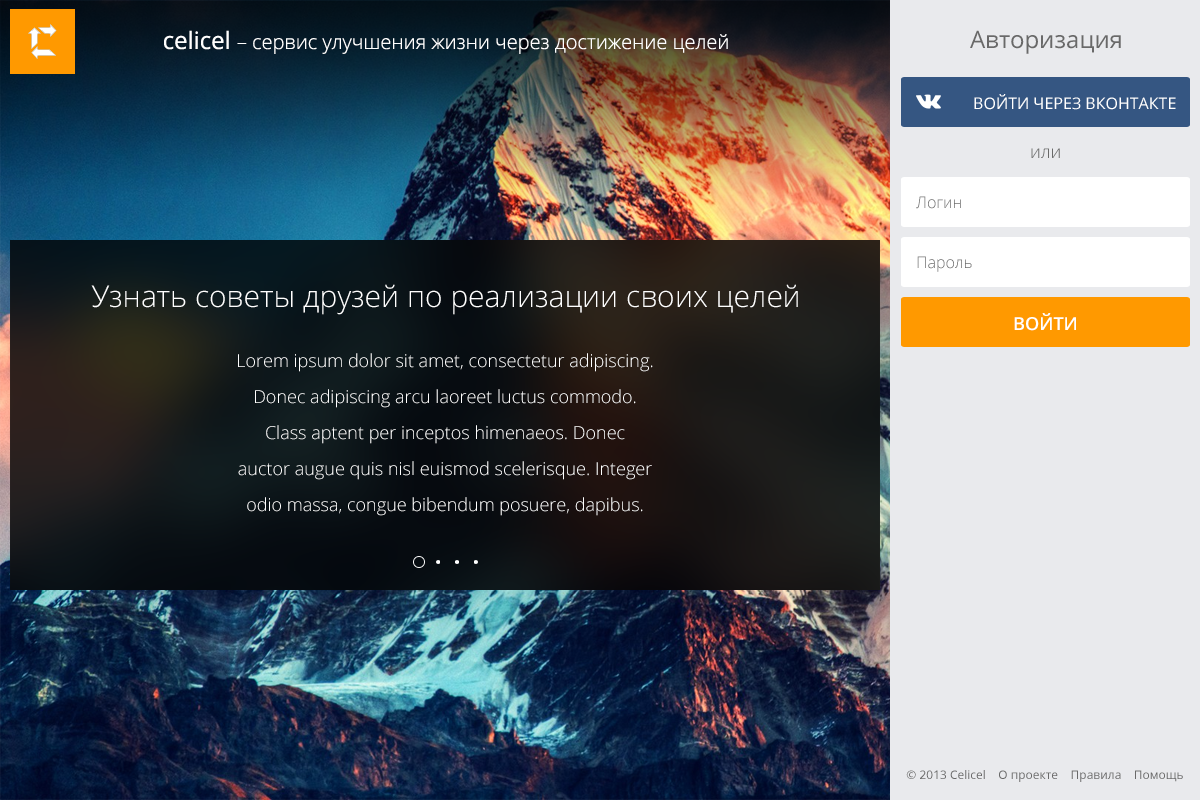 celicel – сервис улучшения жизни через достижение целей
Узнать советы друзей по реализации своих целей
Lorem ipsum dolor sit amet, consectetur adipiscing.
Donec adipiscing arcu laoreet luctus commodo.
Class aptent per inceptos himenaeos. Donec
auctor augue quis nisl euismod scelerisque. Integer
odio massa, congue bibendum posuere, dapibus.
Авторизация
ВОЙТИ ЧЕРЕЗ ВКОНТАКТЕ
ИЛИ
Логин
Пароль
ВОЙТИ
© 2013 Celicel О проекте Правила Помощь